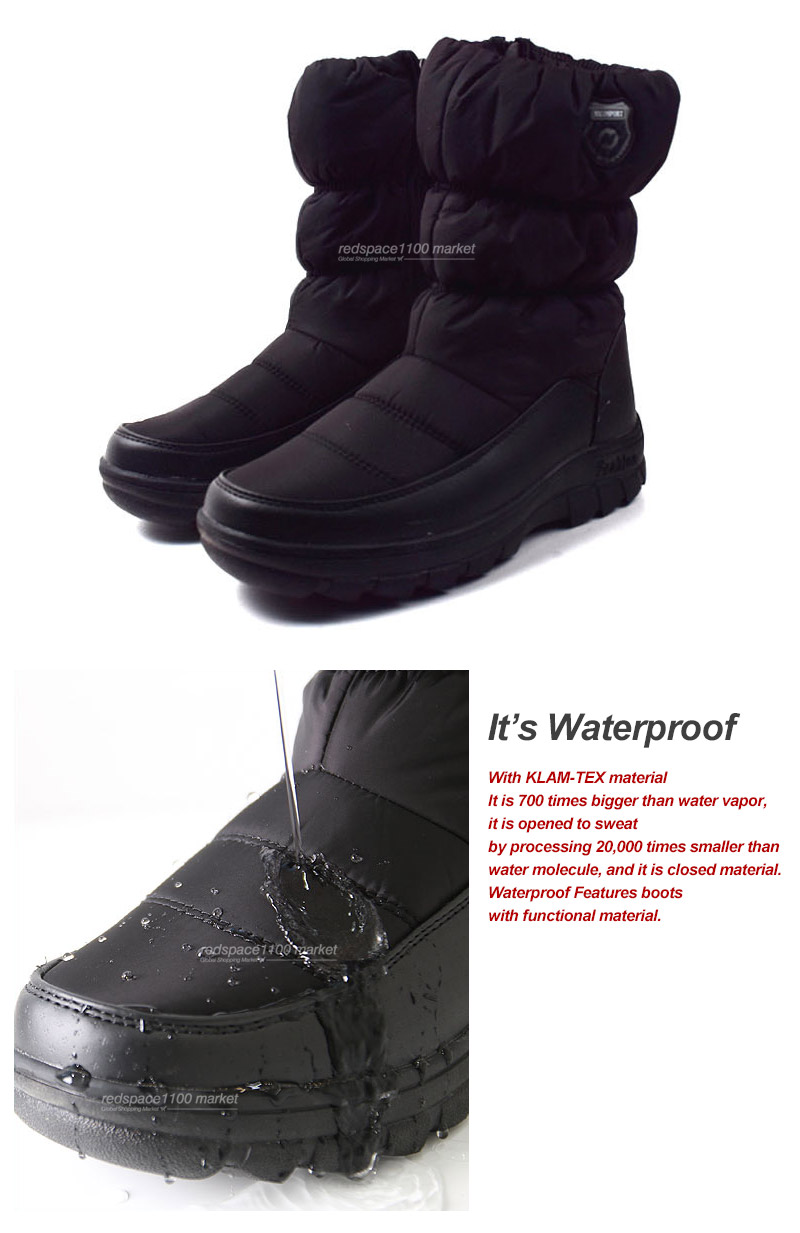 redspace1100 market
Global Shopping Market
It's Waterproof
With KLAM-TEX material
It is 700 times bigger than water vapor,
it is opened to sweat
by processing 20,000 times smaller than
water molecule, and it is closed material.
Waterproof Features boots
with functional material.
redspace1100 market
Global Shopping Market
redspace1100 market
Global Shopping Market